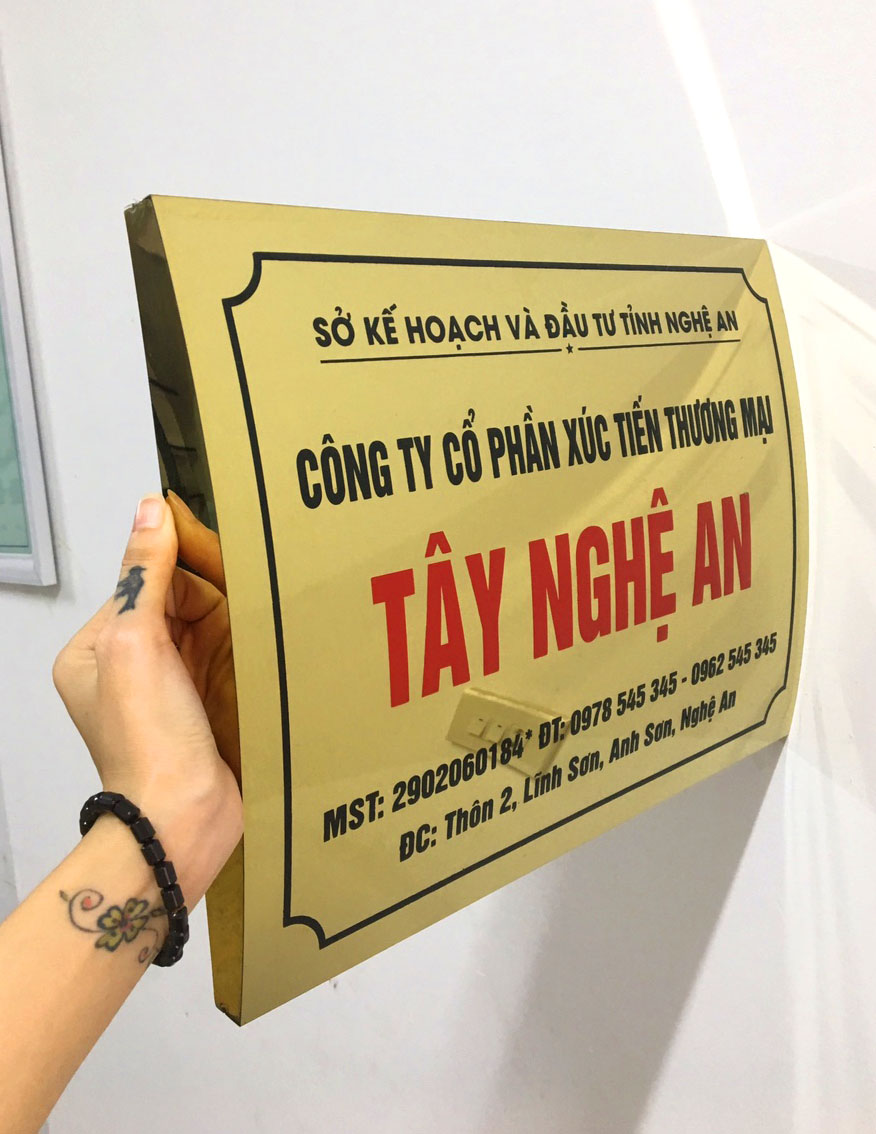 SỞ KẾ HOẠCH VÀ ĐẦU TƯ TỈNH NGHỆ AN
CÔNG TY CỔ PHẦN XÚC TIẾN THƯƠNG MẠI
TÂY NGHỆ AN
MST: 2902060184* ĐT: 0978 545 345 - 0962 545 345
ĐC: Thôn 2, Lĩnh Sơn, Anh Sơn, Nghệ An